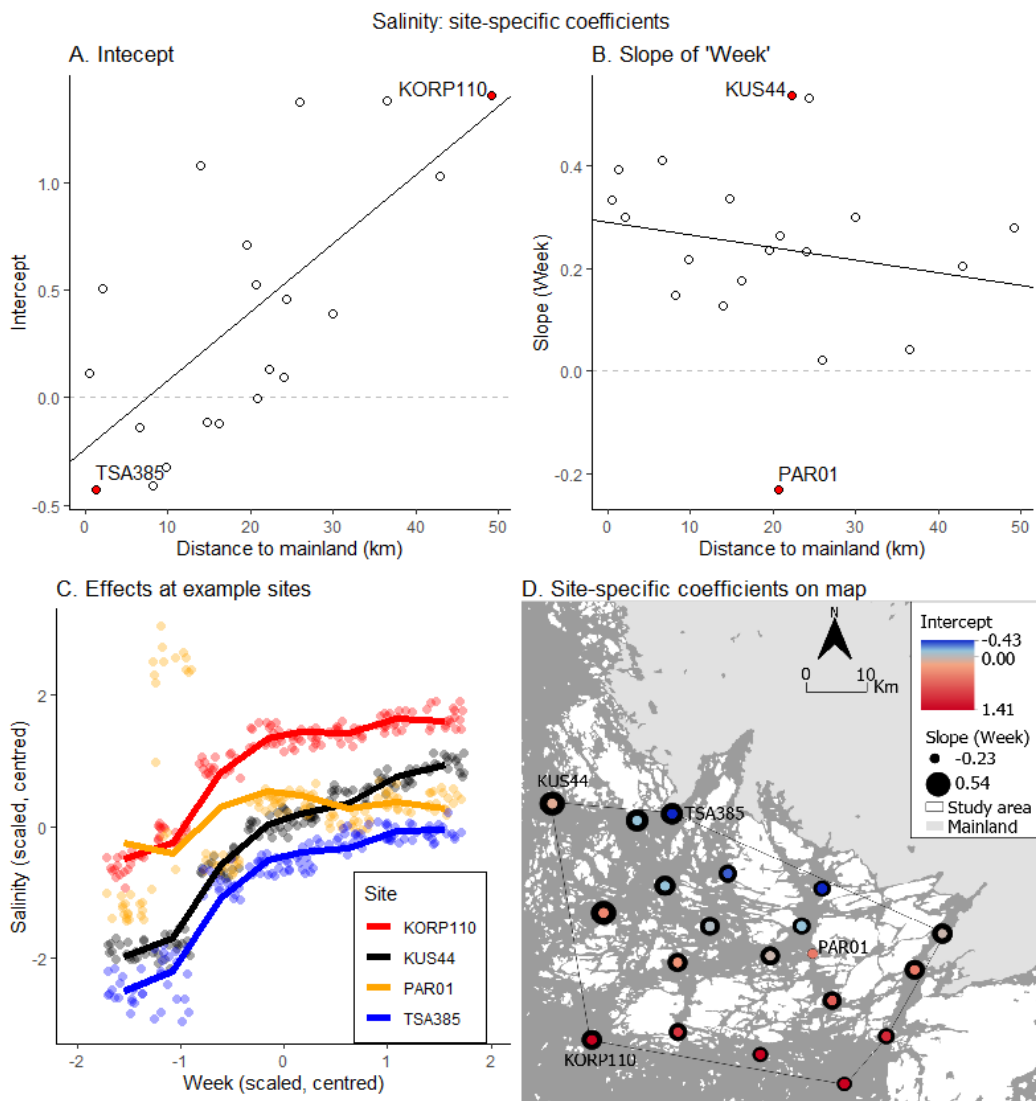 Salinity: site-specific coefficients
A. Intecept
KORP110
TSA385
1.0
0.5
0.0
-0.5
Intercept
0 10 20 30 40 50
Distance to mainland (km)
B. Slope of 'Week'
KUS44
PAR01
0.4
0.2
0.0
-0.2
Slope (Week)
0 10 20 30 40 50
Distance to mainland (km)
C. Effects at example sites
2
0
-2
Salinity (scaled, centred)
Site
KORP110
KUS44
PAR01
TSA385
-2 -1 0 1 2
Week (scaled, centred)
D. Site-specific coefficients on map
N
0 10
Km
Intercept
-0.43
0.00
1.41
Slope (Week)
-0.23
0.54
Study area
Mainland
KUS44
TSA385
PAR01
KORP110